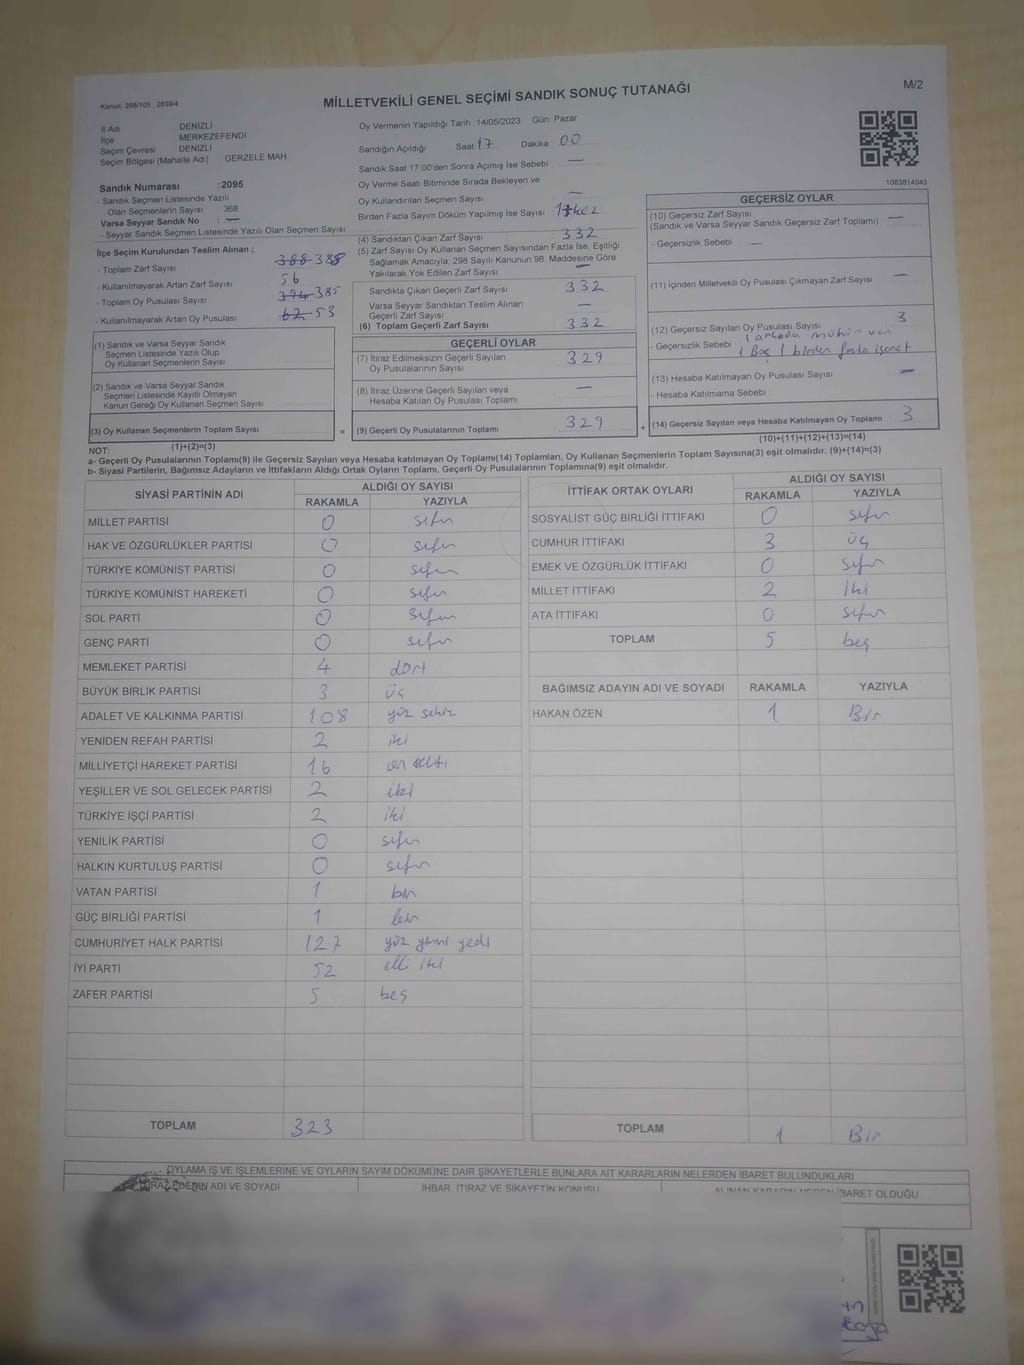 Kanun: 298/105, 2839/4
MİLLETVEKİLİ GENEL SEÇİMİ SANDIK SONUÇ TUTANAĞI
M/2
İl Adı DENİZLİ
İlçe MERKEZEFENDİ
Seçim Çevresi DENİZLİ
Seçim Bölgesi (Mahalle Adı) GERZELE MAH
Sandık Numarası :2095
- Sandık Seçmen Listesinde Yazılı
Olan Seçmenlerin Sayısı 368
Varsa Seyyar Sandık No : —
- Seyyar Sandık Seçmen Listesinde Yazılı Olan Seçmen Sayısı
İlçe Seçim Kurulundan Teslim Alınan ;
- Toplam Zarf Sayısı 388 388
- Kullanılmayarak Artan Zarf Sayısı 56
- Toplam Oy Pusulası Sayısı 394 385
- Kullanılmayarak Artan Oy Pusulası 62 53
Oy Vermenin Yapıldığı Tarih 14/05/2023 Gün: Pazar
Sandığın Açıldığı Saat: 17 Dakika 00
Sandık Saat 17:00'den Sonra Açımış İse Sebebi —
Oy Verme Saati Bitiminde Sırada Bekleyen ve
Oy Kullandırılan Seçmen Sayısı —
Birden Fazla Sayım Döküm Yapılmış İse Sayısı 1 kez
(4) Sandıktan Çıkan Zarf Sayısı 332
(5) Zarf Sayısı Oy Kullanan Seçmen Sayısından Fazla İse, Eşitliği
Sağlamak Amacıyla, 298 Sayılı Kanunun 98. Maddesine Göre
Yakılarak Yok Edilen Zarf Sayısı —
Sandıkta Çıkan Geçerli Zarf Sayısı 332
Varsa Seyyar Sandıktan Teslim Alınan
Geçerli Zarf Sayısı —
(6) Toplam Geçerli Zarf Sayısı 332
1063814043
GEÇERSİZ OYLAR
(10) Geçersiz Zarf Sayısı —
(Sandık ve Varsa Seyyar Sandık Geçersiz Zarf Toplamı)
- Geçersizlik Sebebi —
(11) İçinden Milletvekili Oy Pusulası Çıkmayan Zarf Sayısı —
(12) Geçersiz Sayılan Oy Pusulası Sayısı 3
1 arkada mühür var
- Geçersizlik Sebebi 1 Boş 1 birden fazla işaret
(13) Hesaba Katılmayan Oy Pusulası Sayısı —
- Hesaba Katılmama Sebebi
(14) Geçersiz Sayılan veya Hesaba Katılmayan Oy Toplamı 3
(10)+(11)+(12)+(13)=(14)
(1) Sandık ve Varsa Seyyar Sandık
Seçmen Listesinde Yazılı Olup
Oy Kullanan Seçmenlerin Sayısı
(2) Sandık ve Varsa Seyyar Sandık
Seçmen Listesinde Kayıtlı Olmayan
Kanun Gereği Oy Kullanan Seçmen Sayısı
(3) Oy Kullanan Seçmenlerin Toplam Sayısı
(1)+(2)=(3)
=
GEÇERLİ OYLAR
(7) İtiraz Edilmeksizin Geçerli Sayılan
Oy Pusulalarının Sayısı 329
(8) İtiraz Üzerine Geçerli Sayılan veya
Hesaba Katılan Oy Pusulası Toplamı —
(9) Geçerli Oy Pusulalarının Toplamı 329
+
NOT:
a- Geçerli Oy Pusulalarının Toplamı(9) ile Geçersiz Sayılan veya Hesaba katılmayan Oy Toplamı(14) Toplamları, Oy Kullanan Seçmenlerin Toplam Sayısına(3) eşit olmalıdır. (9)+(14)=(3)
b- Siyasi Partilerin, Bağımsız Adayların ve İttifakların Aldığı Ortak Oyların Toplamı, Geçerli Oy Pusulalarının Toplamına(9) eşit olmalıdır.
SİYASİ PARTİNİN ADI ALDIĞI OY SAYISI
RAKAMLA YAZIYLA
MİLLET PARTİSİ 0 sıfır
HAK VE ÖZGÜRLÜKLER PARTİSİ 0 sıfır
TÜRKİYE KOMÜNİST PARTİSİ 0 sıfır
TÜRKİYE KOMÜNİST HAREKETİ 0 sıfır
SOL PARTİ 0 sıfır
GENÇ PARTİ 0 sıfır
MEMLEKET PARTİSİ 4 dört
BÜYÜK BİRLİK PARTİSİ 3 üç
ADALET VE KALKINMA PARTİSİ 108 yüz sekiz
YENİDEN REFAH PARTİSİ 2 iki
MİLLİYETÇİ HAREKET PARTİSİ 16 on altı
YEŞİLLER VE SOL GELECEK PARTİSİ 2 iki
TÜRKİYE İŞÇİ PARTİSİ 2 iki
YENİLİK PARTİSİ 0 sıfır
HALKIN KURTULUŞ PARTİSİ 0 sıfır
VATAN PARTİSİ 1 bir
GÜÇ BİRLİĞİ PARTİSİ 1 bir
CUMHURİYET HALK PARTİSİ 127 yüz yirmi yedi
İYİ PARTİ 52 elli iki
ZAFER PARTİSİ 5 beş
TOPLAM 323
İTTİFAK ORTAK OYLARI ALDIĞI OY SAYISI
RAKAMLA YAZIYLA
SOSYALİST GÜÇ BİRLİĞİ İTTİFAKI 0 sıfır
CUMHUR İTTİFAKI 3 üç
EMEK VE ÖZGÜRLÜK İTTİFAKI 0 sıfır
MİLLET İTTİFAKI 2 iki
ATA İTTİFAKI 0 sıfır
TOPLAM 5 beş
BAĞIMSIZ ADAYIN ADI VE SOYADI RAKAMLA YAZIYLA
HAKAN ÖZEN 1 Bir
TOPLAM 1 Bir
OYLAMA İŞ VE İŞLEMLERİNE VE OYLARIN SAYIM DÖKÜMÜNE DAİR ŞİKAYETLERLE BUNLARA AİT KARARLARIN NELERDEN İBARET BULUNDUKLARI
İTİRAZ EDENİN ADI VE SOYADI İHBAR, İTİRAZ VE ŞİKAYETİN KONUSU ALINAN KARARIN NEDEN İBARET OLDUĞU